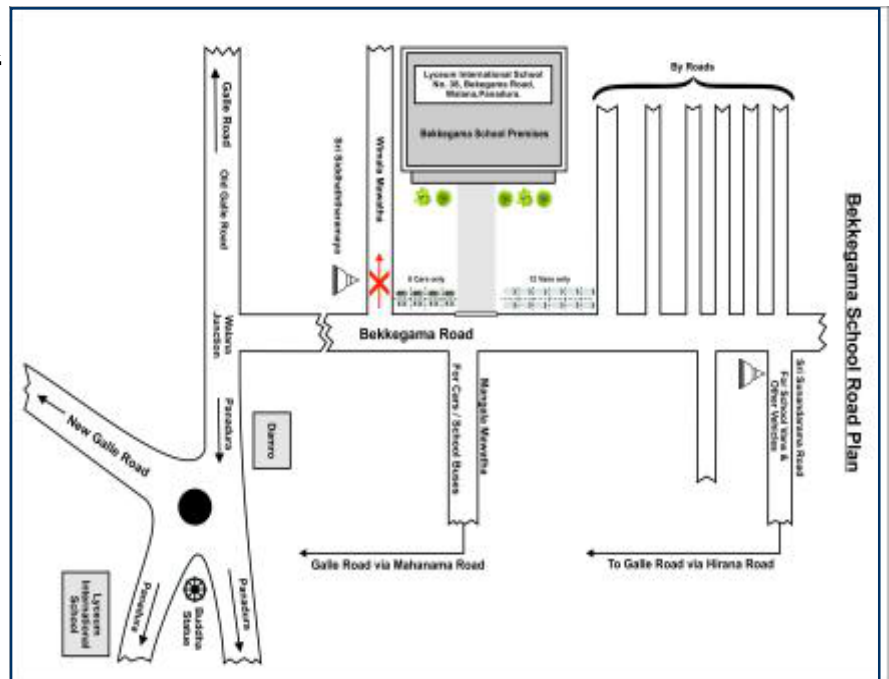 Bekkegama School Road Plan
Lyceum International School
No. 36, Bekegama Road,
Walana,Panadura.
Bekkegama School Premises
By Roads
Galle Road
Old Galle Road
Walana
Junction
Panadura
Wimala Mawatha
6 Cars only
12 Vans only
Bekkegama Road
Mangala Mawatha
For Cars / School Buses
Sri Sunandarama Road
For School Vans &
Other Vehicles
Damro
New Galle Road
Galle Road via Mahanama Road
To Galle Road via Hirana Road
Lyceum
International
School
Panadura
Buddha
Statue
Panadura